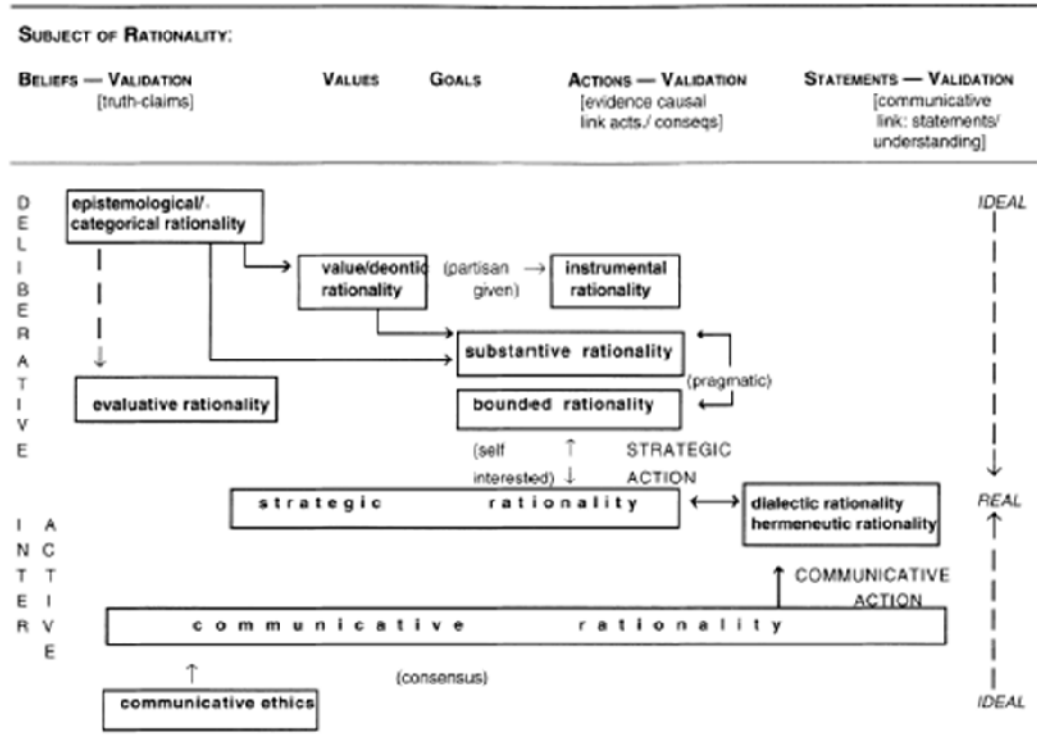 SUBJECT OF RATIONALITY:
BELIEFS — VALIDATION VALUES GOALS ACTIONS — VALIDATION STATEMENTS — VALIDATION
[truth-claims] [evidence causal [communicative
link acts./ conseqs] link: statements/
understanding]
DELIBERATIVE
epistemological/
categorical rationality
IDEAL
value/deontic (partisan → instrumental
rationality given) rationality
substantive rationality
(pragmatic)
evaluative rationality
bounded rationality
(self STRATEGIC
interested) ACTION
strategic rationality
dialectic rationality
hermeneutic rationality
REAL
INTER
ACTIVE
COMMUNICATIVE
ACTION
communicative rationality
(consensus)
communicative ethics
IDEAL